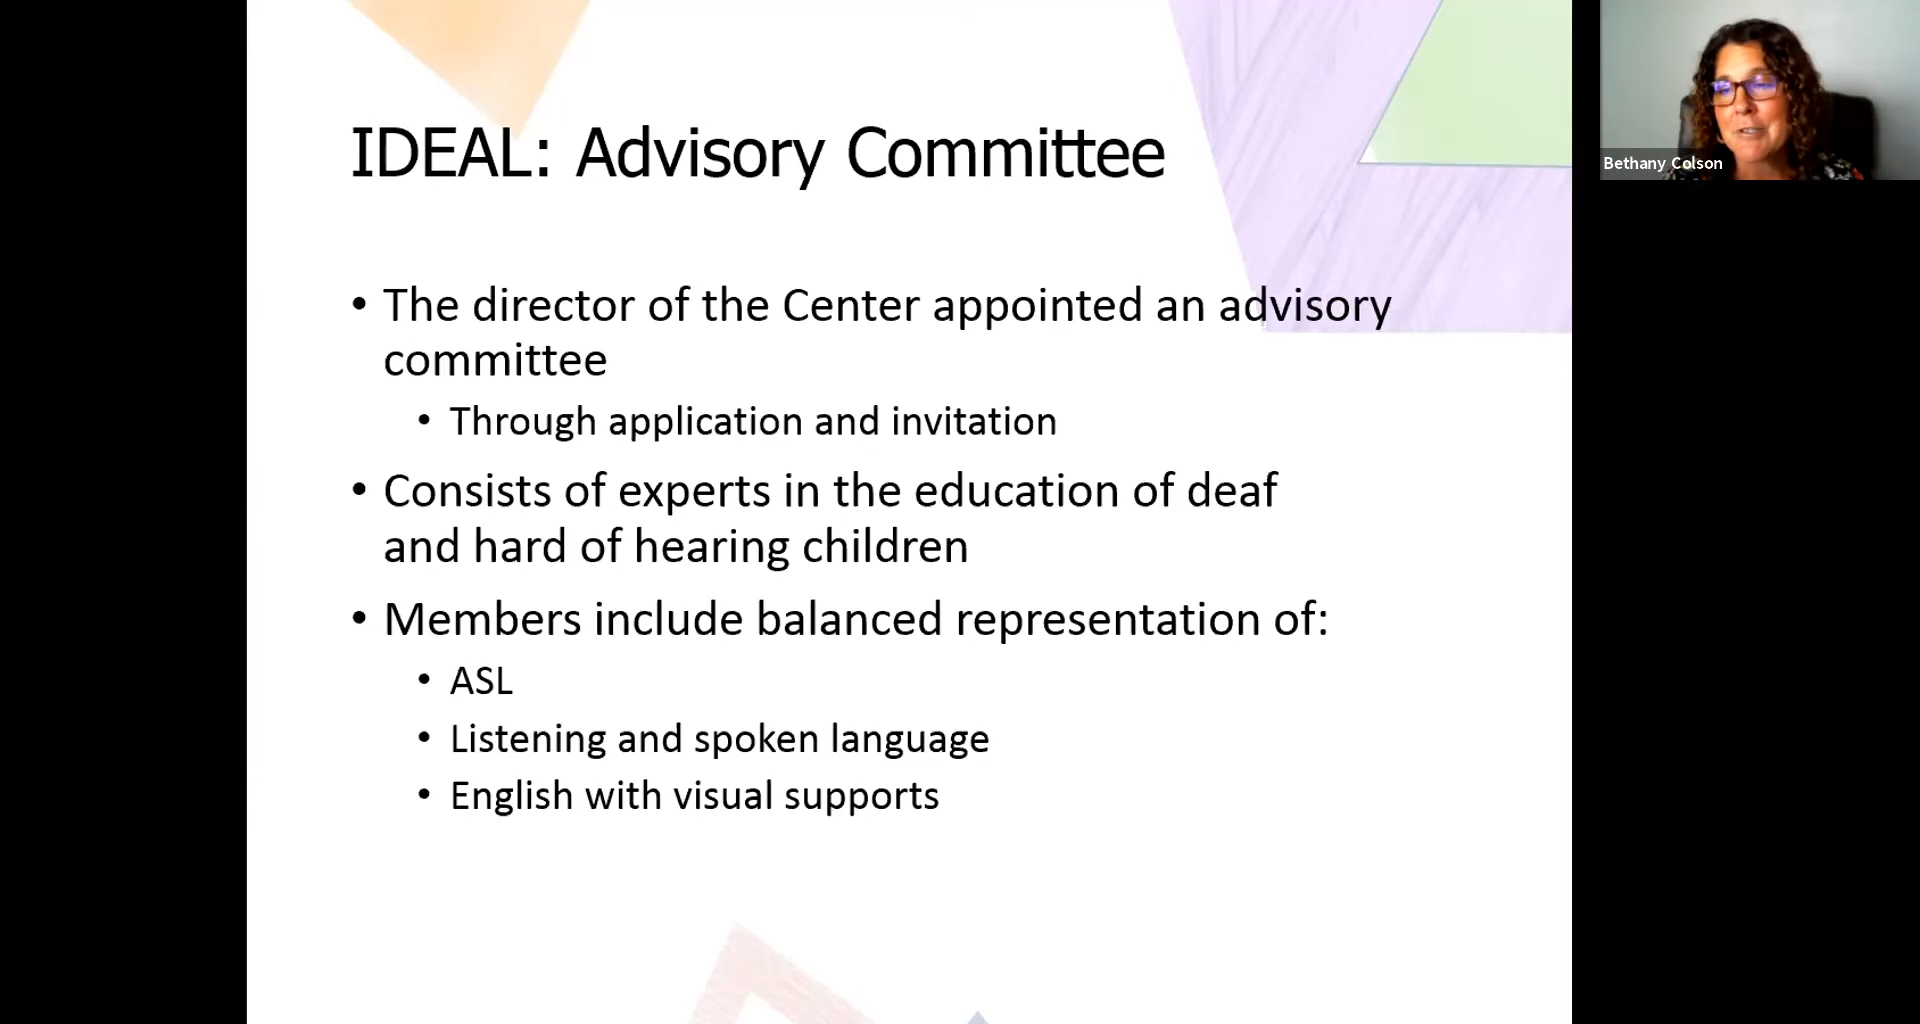 IDEAL: Advisory Committee
Bethany Colson
• The director of the Center appointed an advisory
committee
• Through application and invitation
• Consists of experts in the education of deaf
and hard of hearing children
• Members include balanced representation of:
• ASL
• Listening and spoken language
• English with visual supports